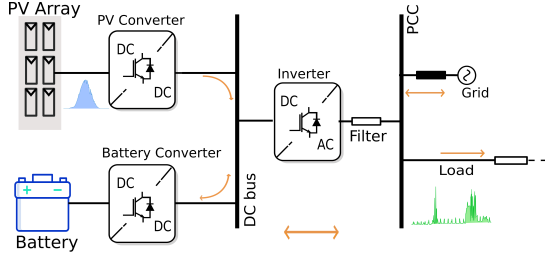 PV Array
PV Converter
DC
DC
PCC
Inverter
DC
AC
Filter
Grid
Load
Battery Converter
DC
DC
DC bus
Battery